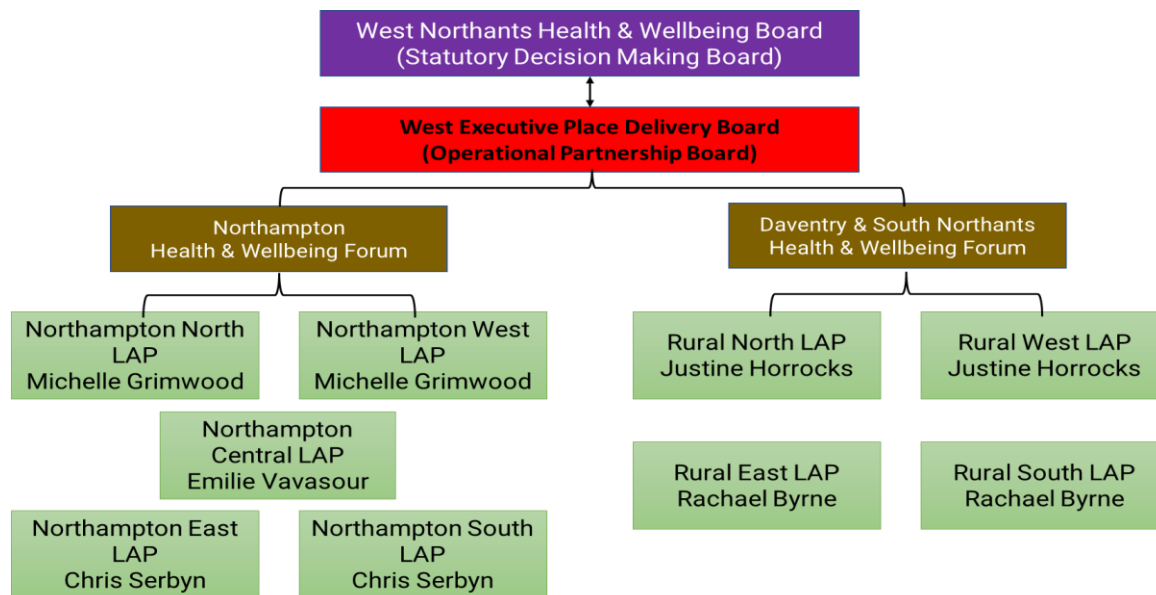 West Northants Health & Wellbeing Board
(Statutory Decision Making Board)
West Executive Place Delivery Board
(Operational Partnership Board)
Northampton
Health & Wellbeing Forum
Daventry & South Northants
Health & Wellbeing Forum
Northampton North
LAP
Michelle Grimwood
Northampton West
LAP
Michelle Grimwood
Rural North LAP
Justine Horrocks
Rural West LAP
Justine Horrocks
Northampton
Central LAP
Emilie Vavasour
Rural East LAP
Rachael Byrne
Rural South LAP
Rachael Byrne
Northampton East
LAP
Chris Serbyn
Northampton South
LAP
Chris Serbyn